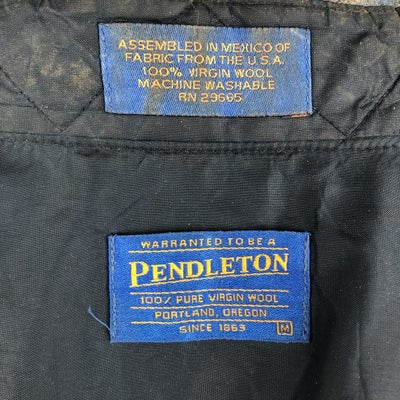 ASSEMBLED IN MEXICO OF
FABRIC FROM THE U.S.A.
100% VIRGIN WOOL
MACHINE WASHABLE
RN 29665
WARRANTED TO BE A
PENDLETON
100% PURE VIRGIN WOOL
PORTLAND, OREGON
SINCE 1863 M